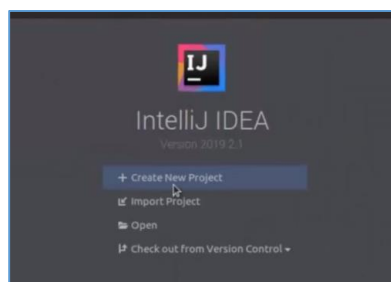 IJ
IntelliJ IDEA
Version 2019.2.1
Create New Project
Import Project
Open
Check out from Version Control